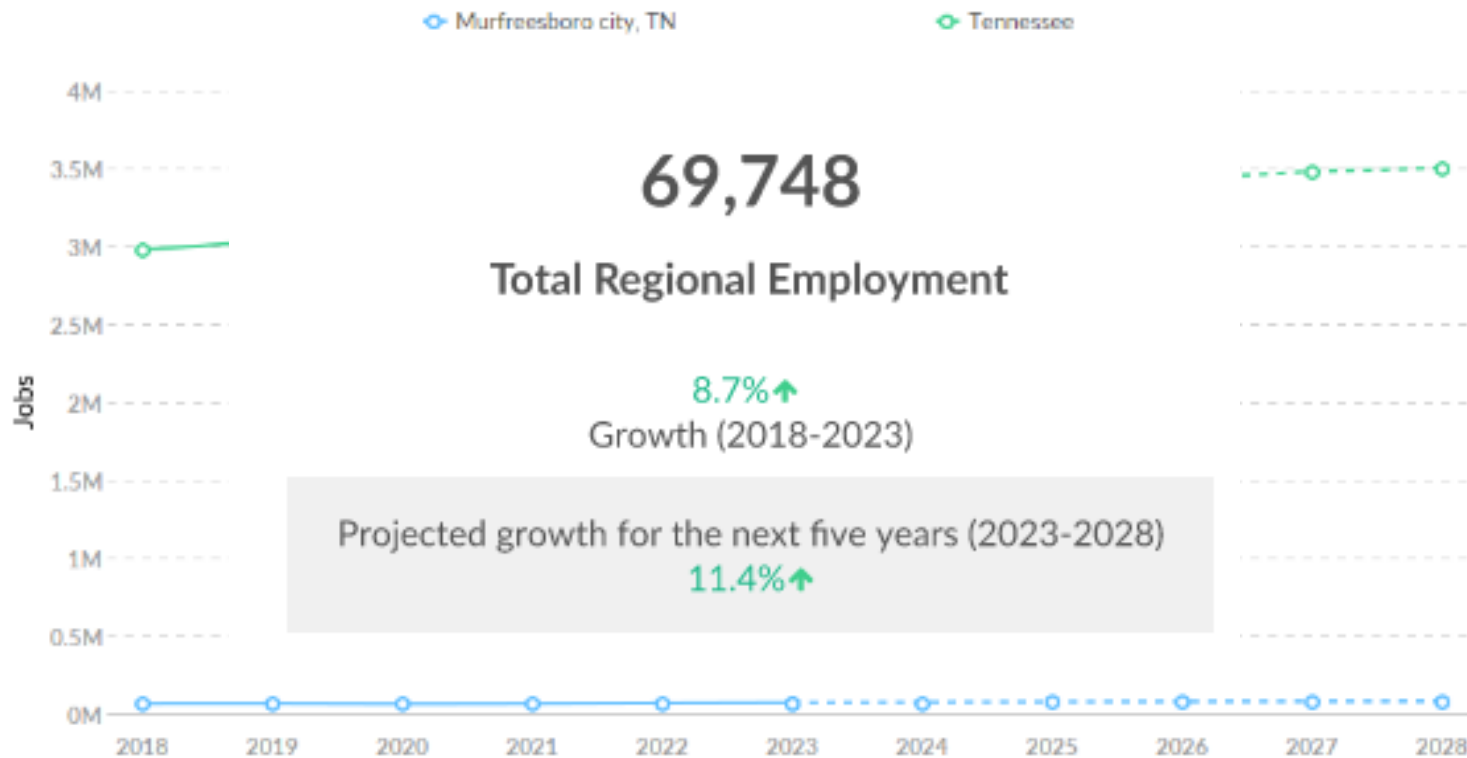 Murfreesboro city, TN Tennessee
4M
3.5M
3M
2.5M
2M
1.5M
1M
0.5M
0M
Jobs
69,748
Total Regional Employment
8.7%
Growth (2018-2023)
Projected growth for the next five years (2023-2028)
11.4%
2018 2019 2020 2021 2022 2023 2024 2025 2026 2027 2028